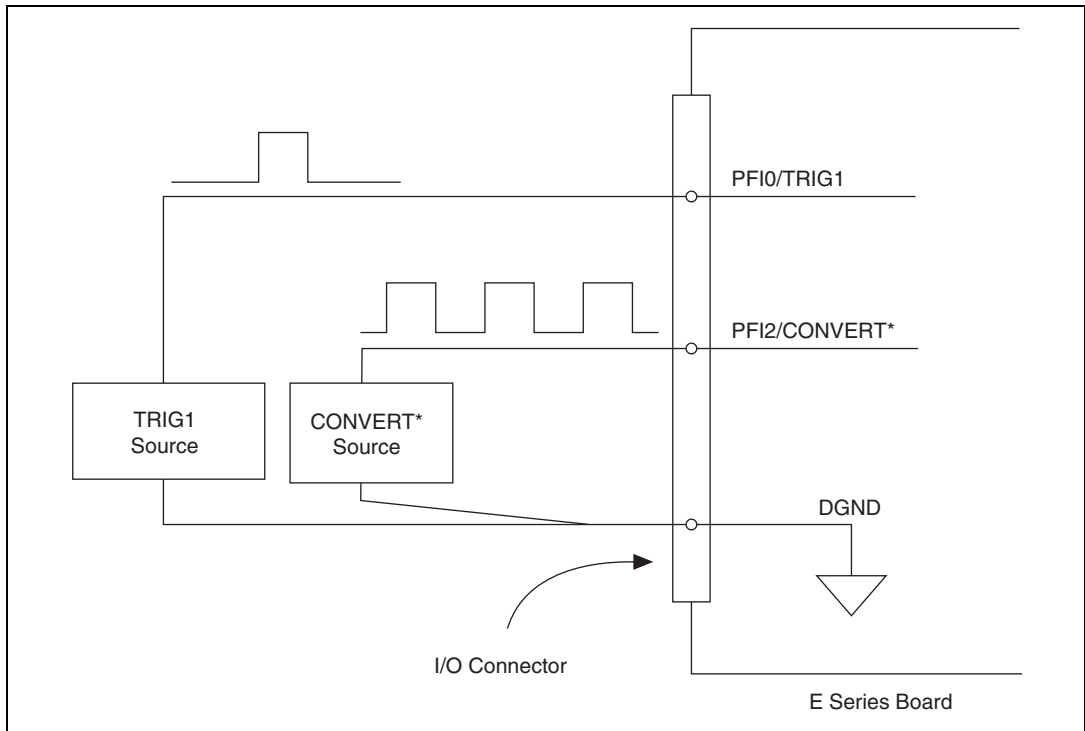 PFI0/TRIG1
PFI2/CONVERT*
TRIG1
Source
CONVERT*
Source
DGND
I/O Connector
E Series Board